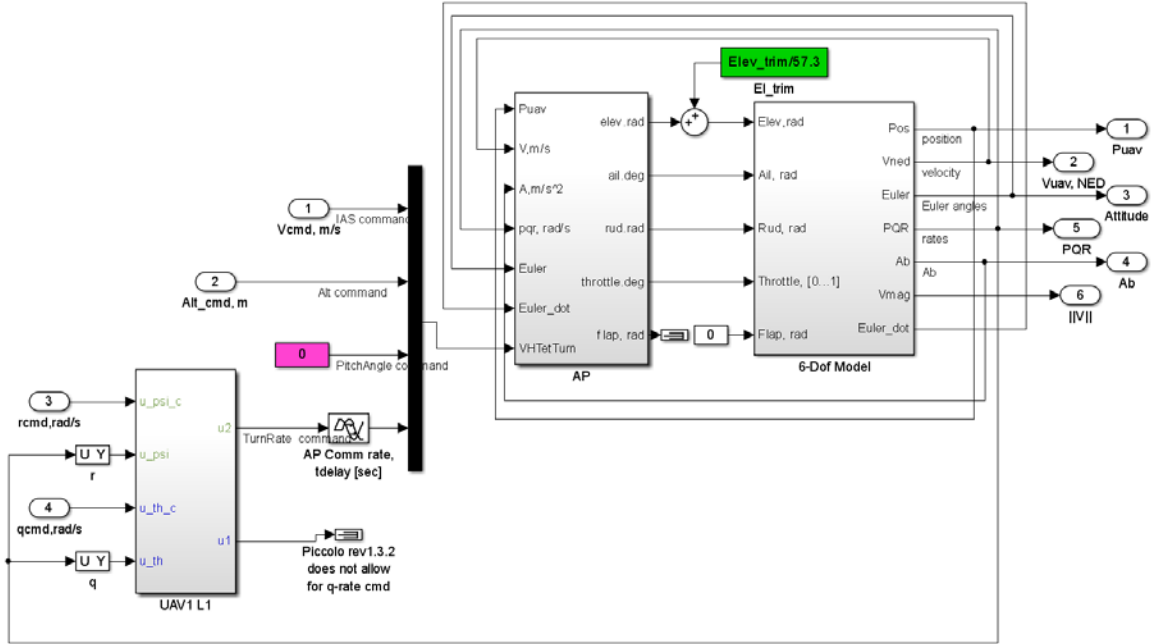 Elev_trim/57.3
El_trim
Puav
V,m/s
A,m/s^2
pqr, rad/s
Euler
Euler_dot
VHTetTurn
elev.rad
ail.deg
rud.rad
throttle.deg
flap, rad
AP
0
Elev,rad
Ail, rad
Rud, rad
Throttle, [0...1]
Flap, rad
Pos
Vned
Euler
PQR
Ab
Vmag
Euler_dot
6-Dof Model
position
velocity
Euler angles
rates
Ab
1
Puav
2
Vuav, NED
3
Attitude
5
PQR
4
Ab
6
||V||
1
Vcmd, m/s
IAS command
2
Alt_cmd, m
Alt command
0
PitchAngle command
3
rcmd,rad/s
U Y
r
4
qcmd,rad/s
U Y
q
u_psi_c
u_psi
u_th_c
u_th
u2
u1
UAV1 L1
TurnRate command
AP Comm rate,
tdelay [sec]
Piccolo rev1.3.2
does not allow
for q-rate cmd